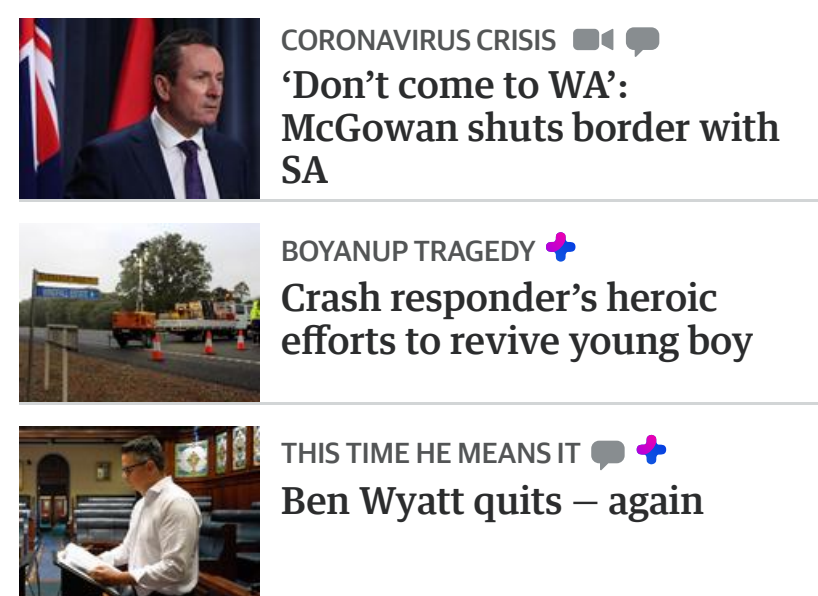 CORONAVIRUS CRISIS
‘Don’t come to WA’:
McGowan shuts border with
SA
BOYANUP TRAGEDY
Crash responder’s heroic
efforts to revive young boy
THIS TIME HE MEANS IT
Ben Wyatt quits — again